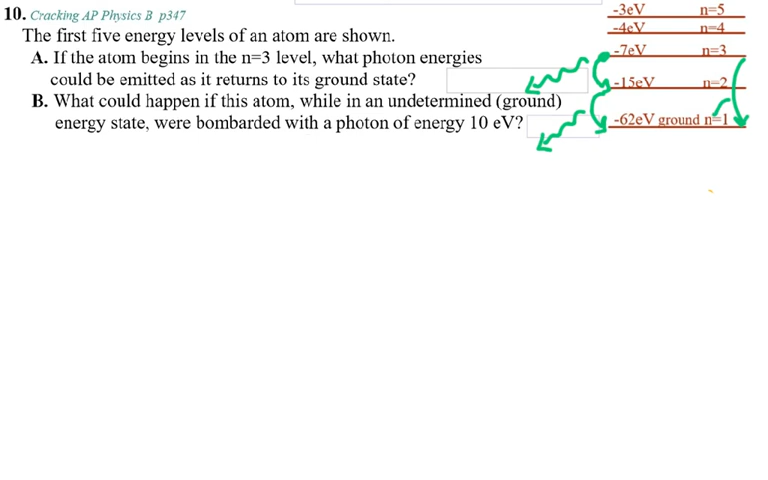 10. Cracking AP Physics B p347
The first five energy levels of an atom are shown.
A. If the atom begins in the n=3 level, what photon energies
could be emitted as it returns to its ground state?
B. What could happen if this atom, while in an undetermined (ground)
energy state, were bombarded with a photon of energy 10 eV?
-3eV n=5
-4eV n=4
-7eV n=3
-15eV n=2
-62eV ground n=1